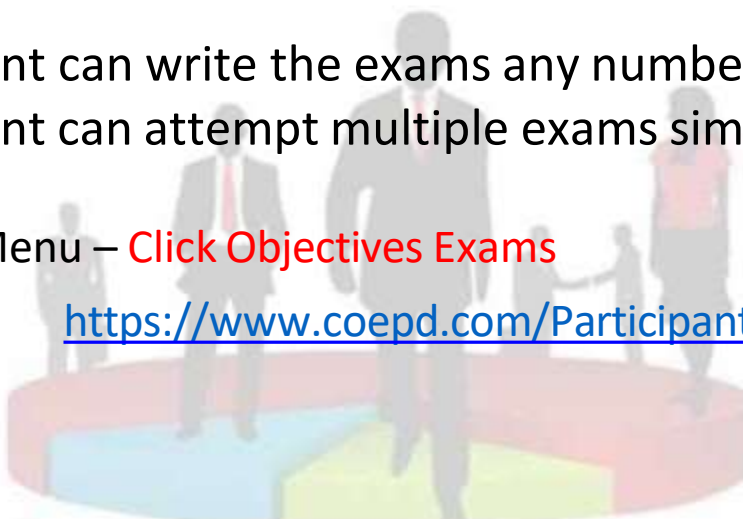 nt can write the exams any numbe
nt can attempt multiple exams sim
Menu – Click Objectives Exams
https://www.coepd.com/Participant